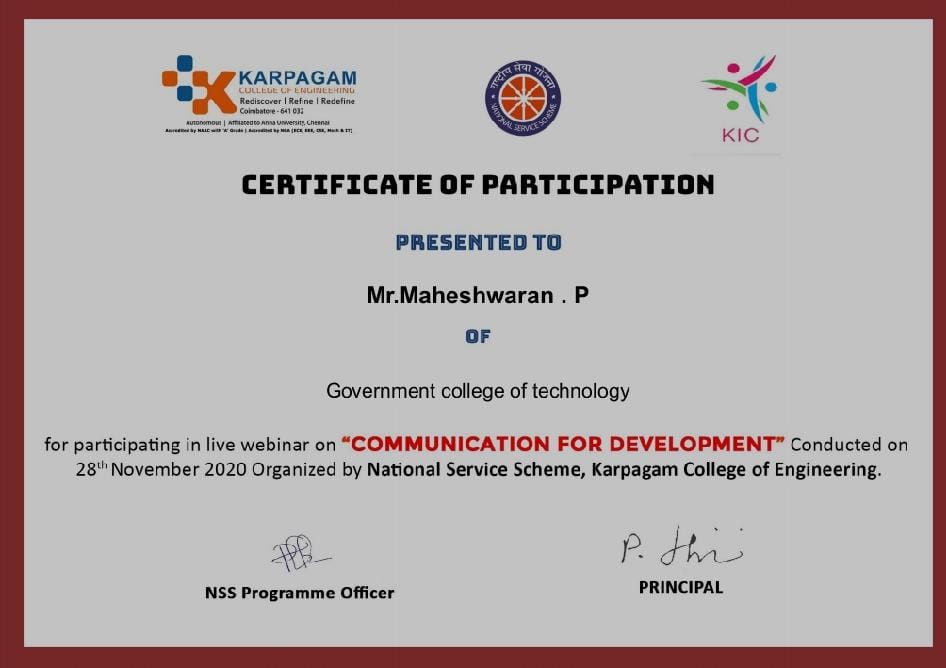 KARPAGAM
COLLEGE OF ENGINEERING
Rediscover | Refine | Redefine
Coimbatore - 641 032
Autonomous | Affiliated to Anna University, Chennai
Accredited by NAAC with 'A' Grade | Accredited by NBA (ECE, EEE, CSE, Mech & IT)
राष्ट्रीय सेवा योजना
NATIONAL SERVICE SCHEME
KIC
CERTIFICATE OF PARTICIPATION
PRESENTED TO
Mr.Maheshwaran . P
OF
Government college of technology
for participating in live webinar on “COMMUNICATION FOR DEVELOPMENT” Conducted on
28th November 2020 Organized by National Service Scheme, Karpagam College of Engineering.
NSS Programme Officer
PRINCIPAL